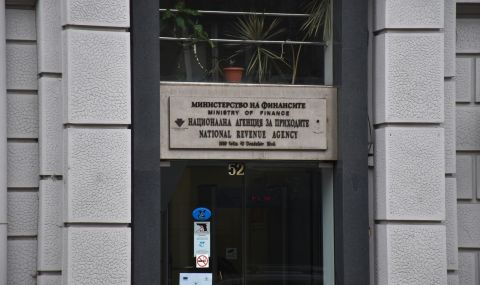 МИНИСТЕРСТВО НА ФИНАНСИТЕ
MINISTRY OF FINANCE
НАЦИОНАЛНА АГЕНЦИЯ ЗА ПРИХОДИТЕ
NATIONAL REVENUE AGENCY
52